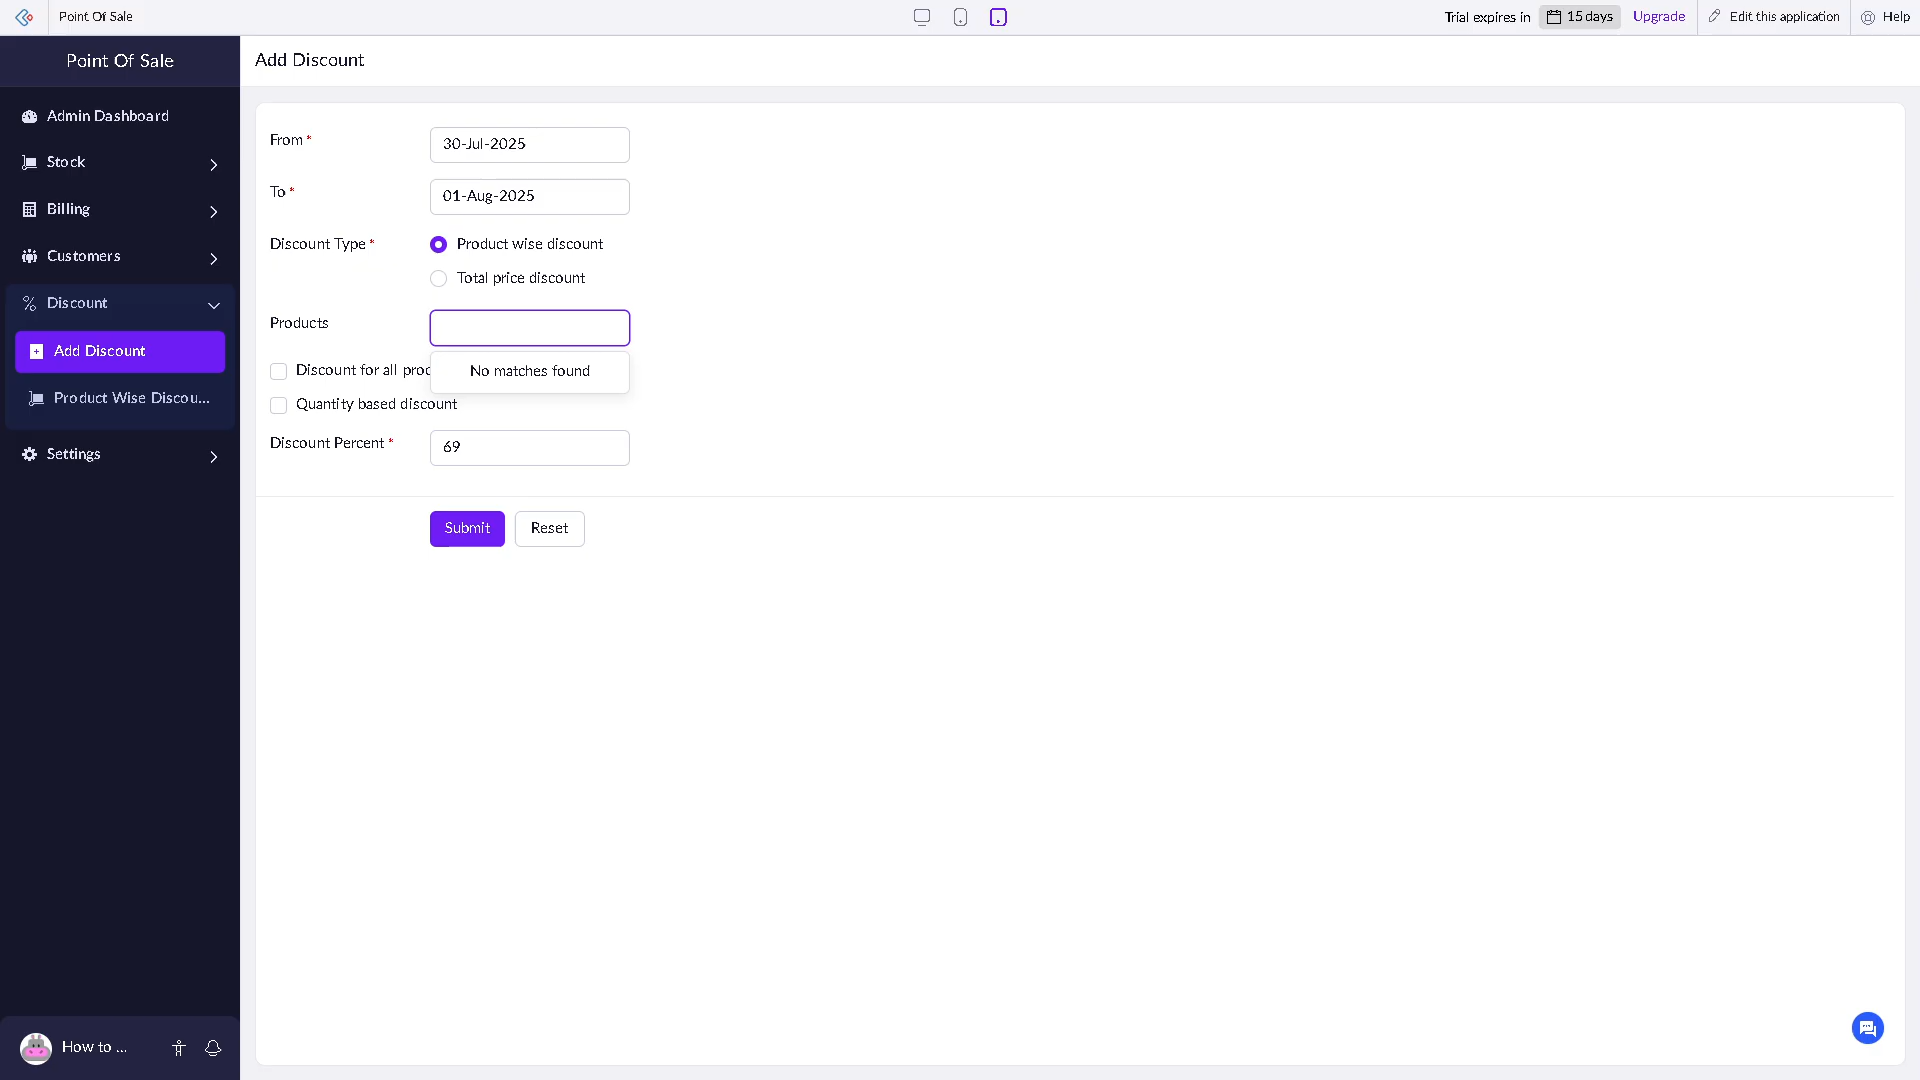 Point Of Sale
Trial expires in
15 days
Upgrade
Edit this application
Help
Point Of Sale
Add Discount
Admin Dashboard
Stock
Billing
Customers
Discount
Add Discount
Product Wise Discou...
Settings
From *
30-Jul-2025
To *
01-Aug-2025
Discount Type *
Product wise discount
Total price discount
Products
No matches found
Discount for all
Quantity based discount
Discount Percent *
69
Submit
Reset
How to ...